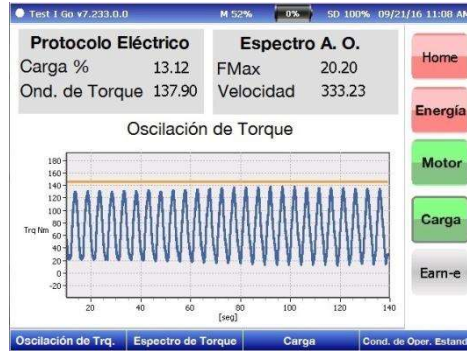 Test I Go v7.233.0.0 M 52% 0% SD 100% 09/21/16 11:08 AM
Protocolo Eléctrico
Carga % 13.12
Ond. de Torque 137.90
Espectro A. O.
FMax 20.20
Velocidad 333.23
Home
Energía
Motor
Carga
Earn-e
Oscilación de Torque
180
160
140
120
100
80
60
40
20
0
-20
Trq Nm
20 40 60 80 100 120 140
[seg]
Oscilación de Trq. Espectro de Torque Carga Cond. de Oper. Estand